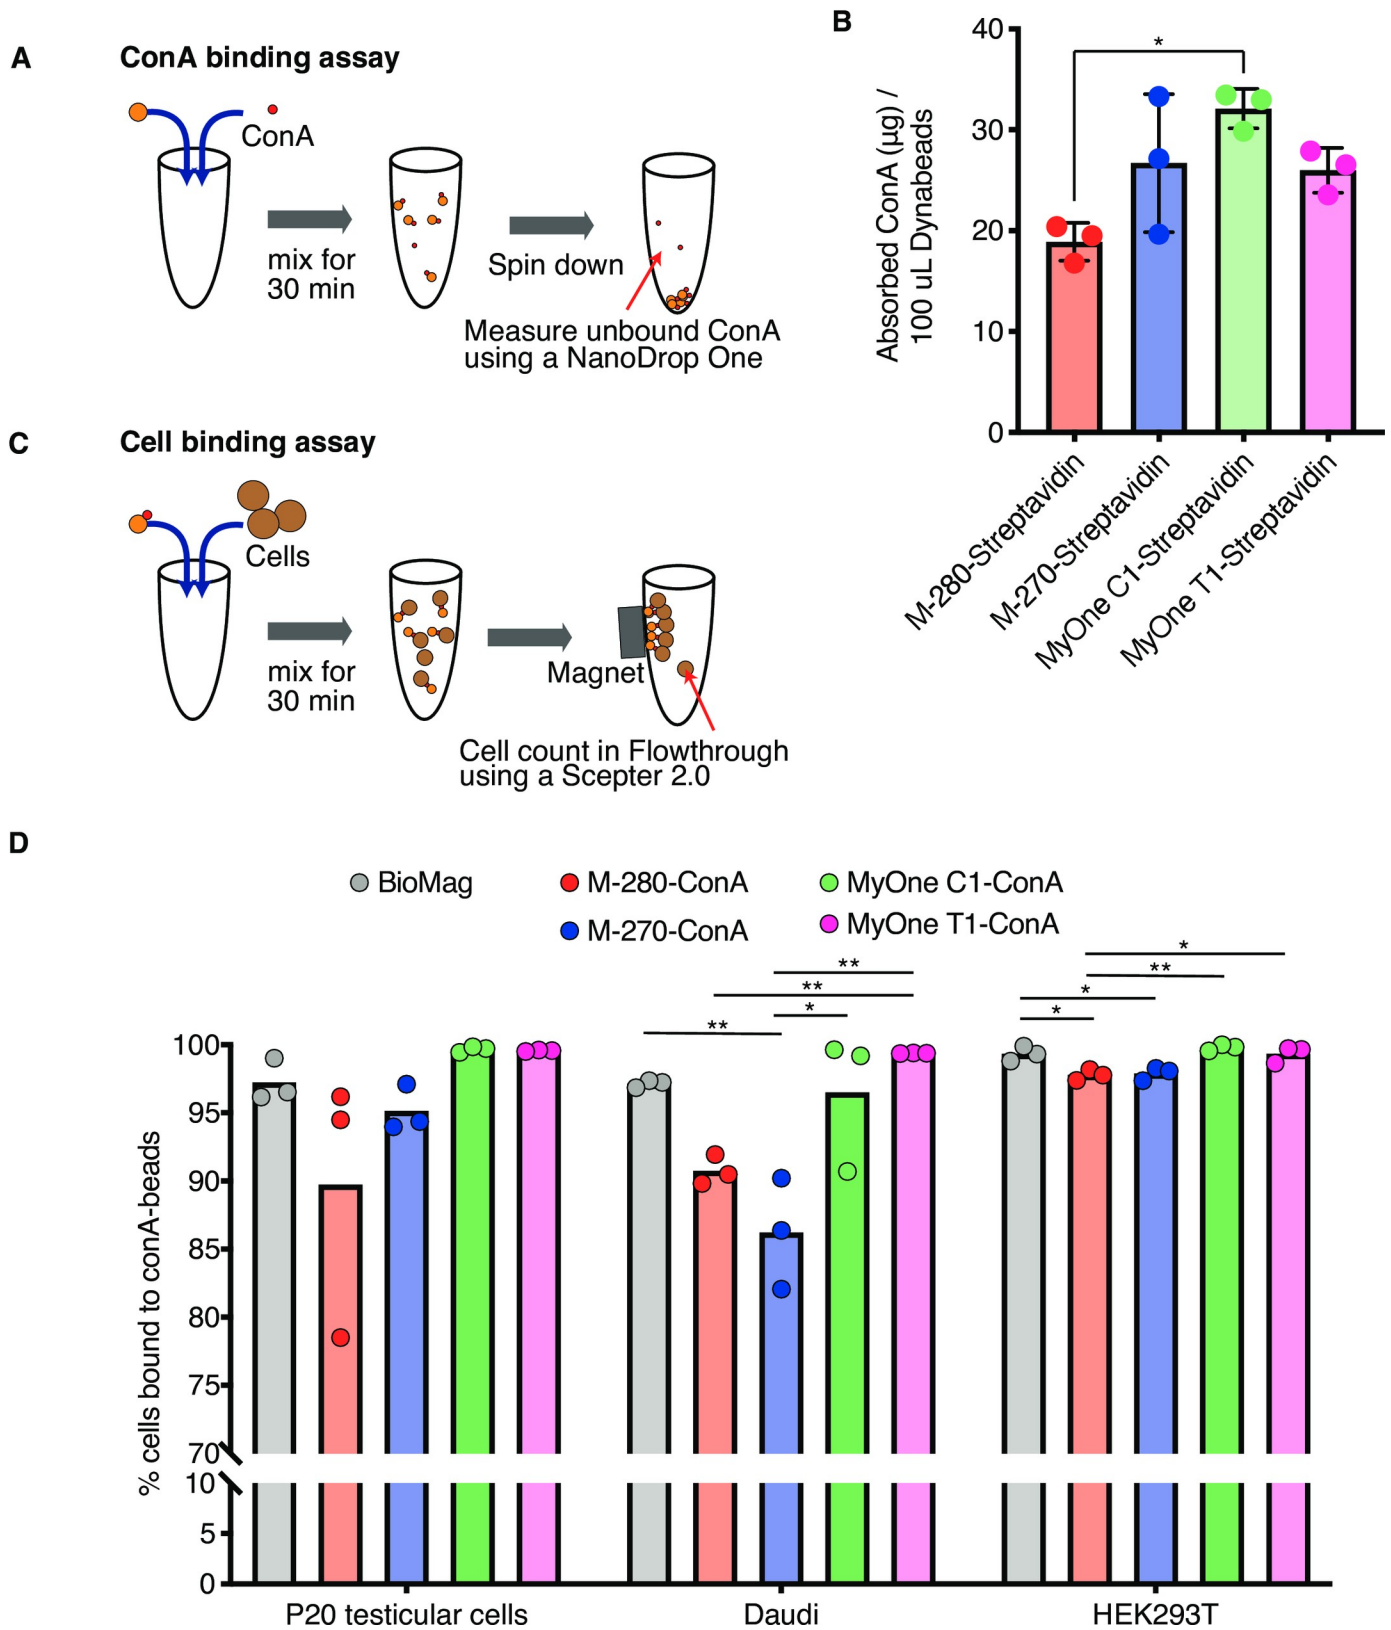 A
ConA binding assay
ConA
mix for
30 min
Spin down
Measure unbound ConA
using a NanoDrop One
B
Absorbed ConA (µg) /
100 uL Dynabeads
40
30
20
10
0
*
M-280-Streptavidin
M-270-Streptavidin
MyOne C1-Streptavidin
MyOne T1-Streptavidin
C
Cell binding assay
Cells
mix for
30 min
Magnet
Cell count in Flowthrough
using a Scepter 2.0
D
BioMag
M-280-ConA
M-270-ConA
MyOne C1-ConA
MyOne T1-ConA
% cells bound to conA-beads
100
95
90
85
80
75
70
10
5
0
**
**
*
**
*
**
*
*
P20 testicular cells
Daudi
HEK293T